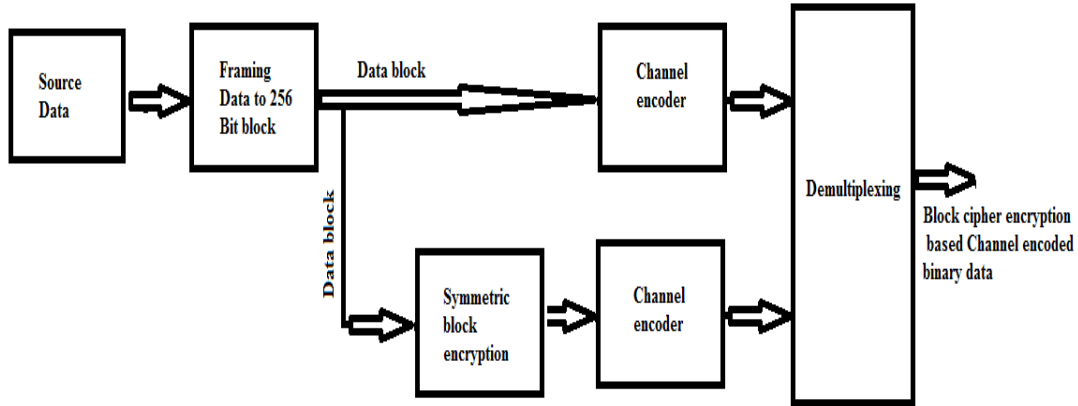 Source
Data
Framing
Data to 256
Bit block
Data block
Channel
encoder
Data block
Symmetric
block
encryption
Channel
encoder
Demultiplexing
Block cipher encryption
based Channel encoded
binary data